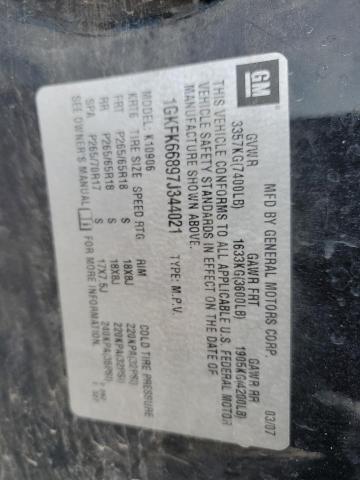 GM
MFD BY GENERAL MOTORS CORP. 03/07
GVWR GAWR FRT GAWR RR
3357KG(7400LB) 1633KG(3600LB) 1905KG(4200LB)
THIS VEHICLE CONFORMS TO ALL APPLICABLE U.S. FEDERAL MOTOR
VEHICLE SAFETY STANDARDS IN EFFECT ON THE DATE OF
MANUFACTURE SHOWN ABOVE.
1GKFK66897J344021 TYPE: M.P.V.
MODEL: K10906
TIRE SIZE SPEED RTG RIM COLD TIRE PRESSURE
FRT P265/65R18 S 18X8J 220KPA(32PSI)
RR P265/65R18 S 18X8J 220KPA(32PSI)
SPA P265/70R17 S 17X7.5J 240KPA(35PSI)
SEE OWNER'S MANUAL FOR MORE INFORMATION.